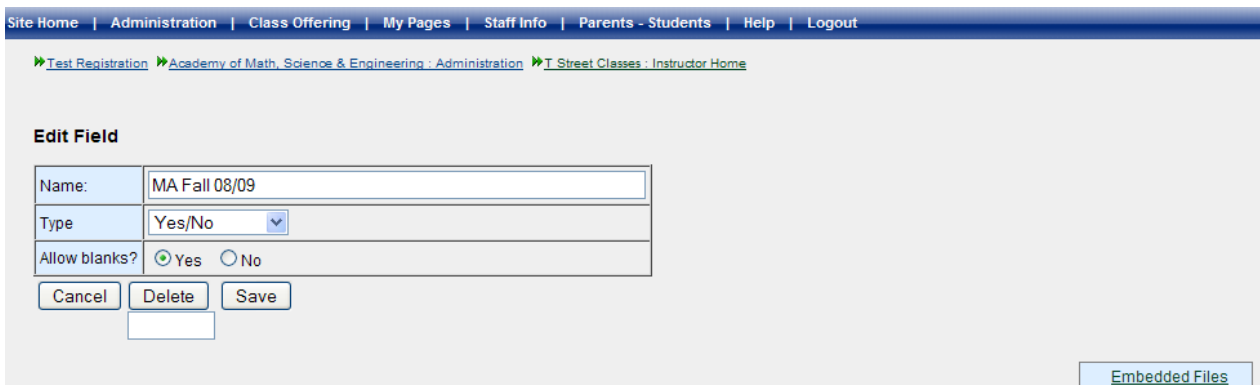 Site Home | Administration | Class Offering | My Pages | Staff Info | Parents - Students | Help | Logout
Test Registration Academy of Math, Science & Engineering : Administration T Street Classes : Instructor Home
Edit Field
Name: MA Fall 08/09
Type Yes/No
Allow blanks? Yes No
Cancel Delete Save
Embedded Files